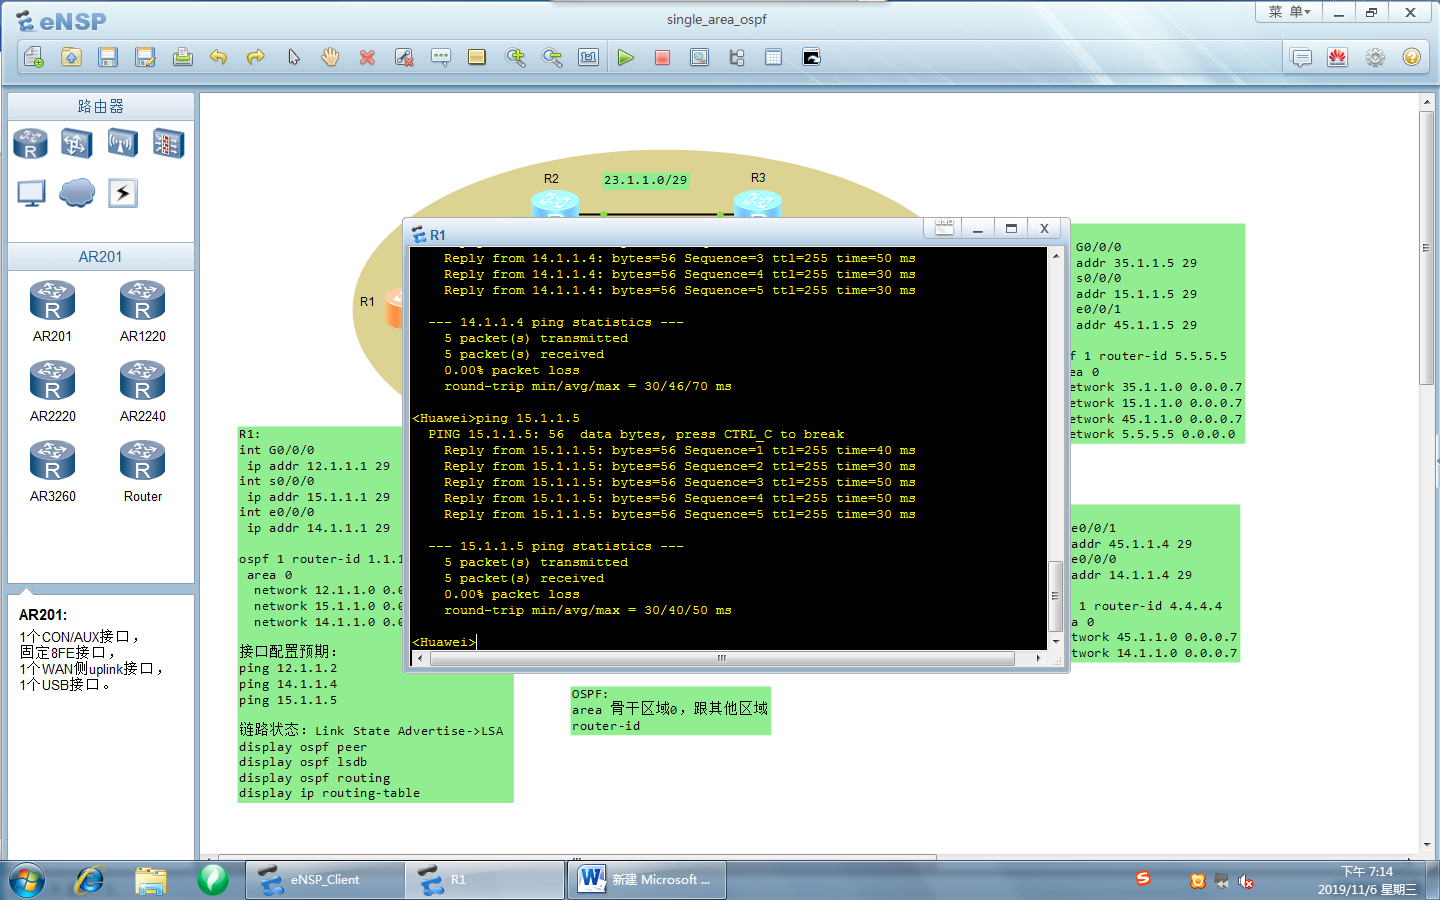 eNSP
single_area_ospf
菜 单
路由器
AR201
AR201
AR1220
AR2220
AR2240
AR3260
Router
AR201:
1个CON/AUX接口，
固定8FE接口，
1个WAN侧uplink接口，
1个USB接口。
R2
23.1.1.0/29
R3
R1
R1:
int G0/0/0
ip addr 12.1.1.1 29
int s0/0/0
ip addr 15.1.1.1 29
int e0/0/0
ip addr 14.1.1.1 29
ospf 1 router-id 1.1.1
area 0
network 12.1.1.0 0.0
network 15.1.1.0 0.0
network 14.1.1.0 0.0
接口配置预期：
ping 12.1.1.2
ping 14.1.1.4
ping 15.1.1.5
链路状态：Link State Advertise->LSA
display ospf peer
display ospf lsdb
display ospf routing
display ip routing-table
R1
Reply from 14.1.1.4: bytes=56 Sequence=3 ttl=255 time=50 ms
Reply from 14.1.1.4: bytes=56 Sequence=4 ttl=255 time=30 ms
Reply from 14.1.1.4: bytes=56 Sequence=5 ttl=255 time=30 ms
--- 14.1.1.4 ping statistics ---
5 packet(s) transmitted
5 packet(s) received
0.00% packet loss
round-trip min/avg/max = 30/46/70 ms
<Huawei>ping 15.1.1.5
PING 15.1.1.5: 56  data bytes, press CTRL_C to break
Reply from 15.1.1.5: bytes=56 Sequence=1 ttl=255 time=40 ms
Reply from 15.1.1.5: bytes=56 Sequence=2 ttl=255 time=30 ms
Reply from 15.1.1.5: bytes=56 Sequence=3 ttl=255 time=50 ms
Reply from 15.1.1.5: bytes=56 Sequence=4 ttl=255 time=50 ms
Reply from 15.1.1.5: bytes=56 Sequence=5 ttl=255 time=30 ms
--- 15.1.1.5 ping statistics ---
5 packet(s) transmitted
5 packet(s) received
0.00% packet loss
round-trip min/avg/max = 30/40/50 ms
<Huawei>
OSPF:
area 骨干区域0，跟其他区域
router-id
G0/0/0
addr 35.1.1.5 29
s0/0/0
addr 15.1.1.5 29
e0/0/1
addr 45.1.1.5 29
f 1 router-id 5.5.5.5
ea 0
etwork 35.1.1.0 0.0.0.7
etwork 15.1.1.0 0.0.0.7
etwork 45.1.1.0 0.0.0.7
etwork 5.5.5.5 0.0.0.0
e0/0/1
addr 45.1.1.4 29
e0/0/0
addr 14.1.1.4 29
1 router-id 4.4.4.4
a 0
twork 45.1.1.0 0.0.0.7
twork 14.1.1.0 0.0.0.7
eNSP_Client
R1
新建 Microsoft ...
下午 7:14
2019/11/6 星期三